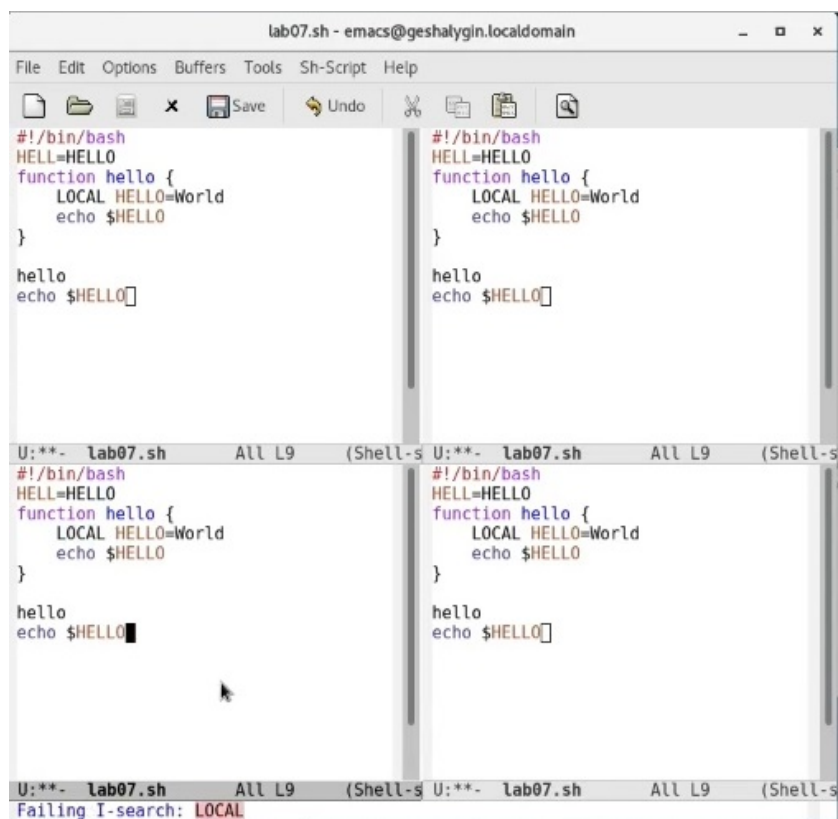 lab07.sh - emacs@geshalygin.localdomain
File Edit Options Buffers Tools Sh-Script Help
Save Undo
#!/bin/bash
HELL=HELLO
function hello {
    LOCAL HELLO=World
    echo $HELLO
}
hello
echo $HELLO
U:**- lab07.sh All L9 (Shell-s
#!/bin/bash
HELL=HELLO
function hello {
    LOCAL HELLO=World
    echo $HELLO
}
hello
echo $HELLO
U:**- lab07.sh All L9 (Shell-s
#!/bin/bash
HELL=HELLO
function hello {
    LOCAL HELLO=World
    echo $HELLO
}
hello
echo $HELLO
U:**- lab07.sh All L9 (Shell-s
#!/bin/bash
HELL=HELLO
function hello {
    LOCAL HELLO=World
    echo $HELLO
}
hello
echo $HELLO
U:**- lab07.sh All L9 (Shell-s
Failing I-search: LOCAL